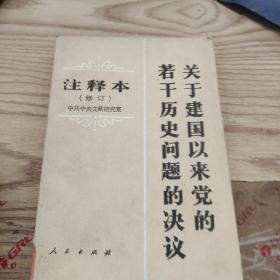 关于建国以来党的
若干历史问题的决议
注释本
（修订）
中共中央文献研究室
人民出版社